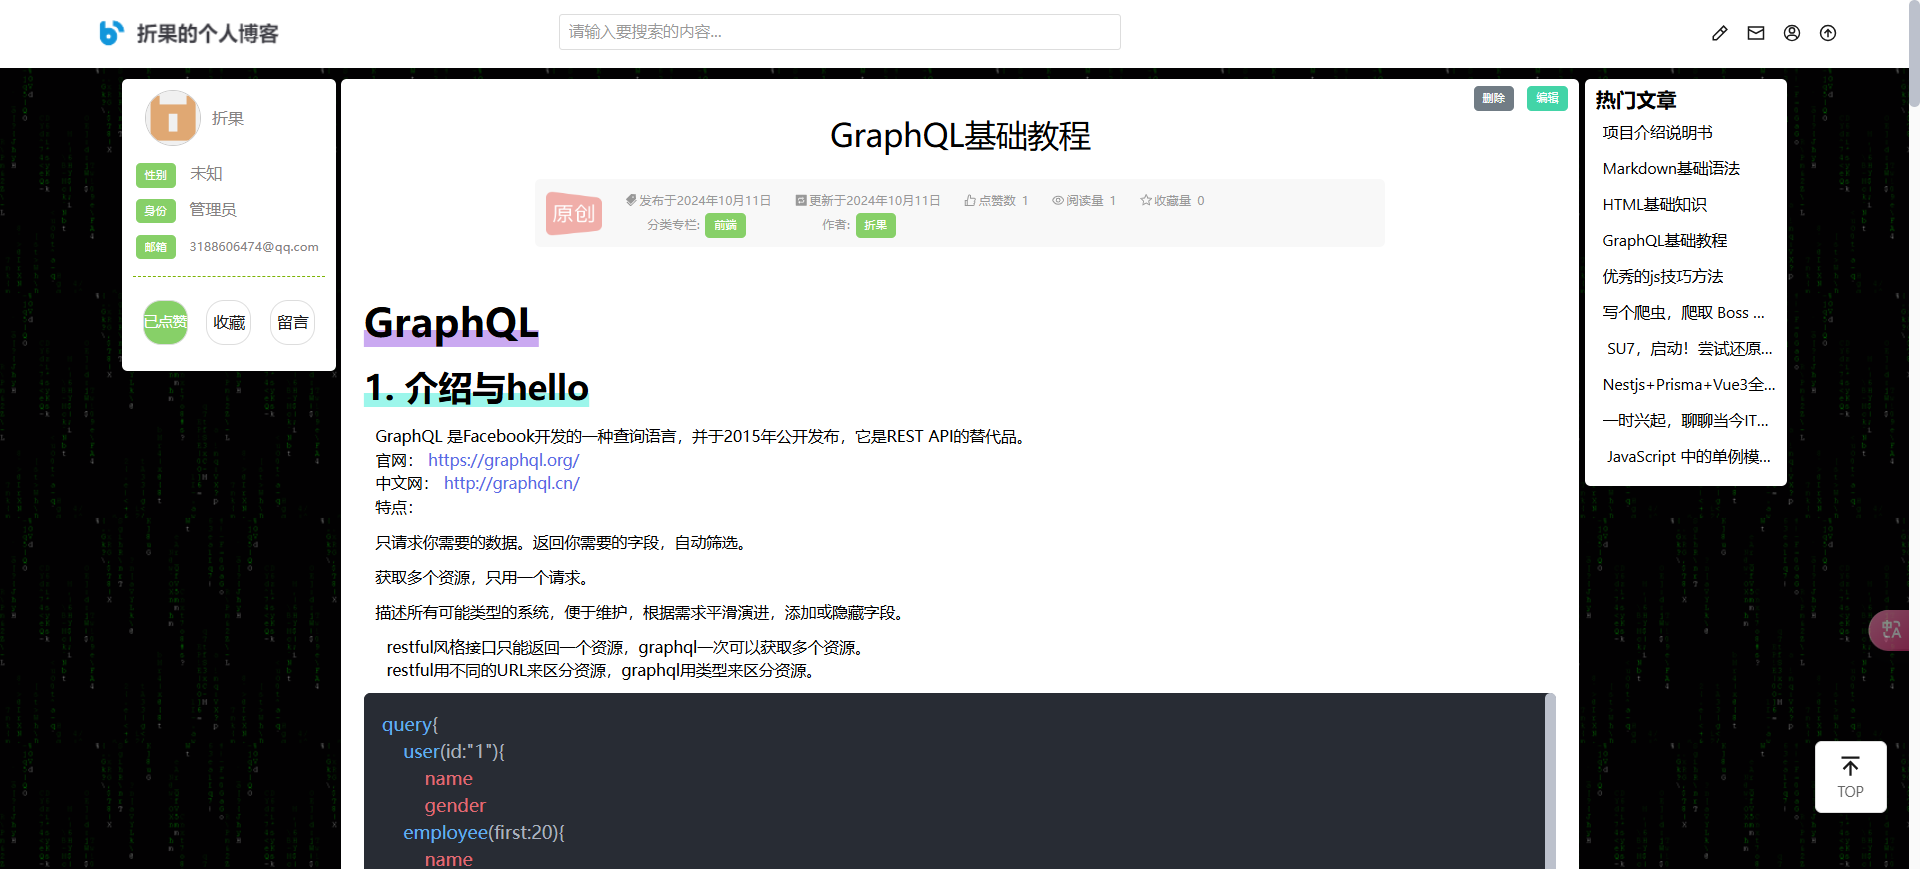 折果的个人博客
请输入要搜索的内容...
折果
性别 未知
身份 管理员
邮箱 3188606474@qq.com
已点赞 收藏 留言
删除 编辑
GraphQL基础教程
原创
发布于2024年10月11日 更新于2024年10月11日 点赞数 1 阅读量 1 收藏量 0
分类专栏: 前端 作者: 折果
GraphQL
1. 介绍与hello
GraphQL 是Facebook开发的一种查询语言，并于2015年公开发布，它是REST API的替代品。
官网： https://graphql.org/
中文网： http://graphql.cn/
特点：
只请求你需要的数据。返回你需要的字段，自动筛选。
获取多个资源，只用一个请求。
描述所有可能类型的系统，便于维护，根据需求平滑演进，添加或隐藏字段。
restful风格接口只能返回一个资源，graphql一次可以获取多个资源。
restful用不同的URL来区分资源，graphql用类型来区分资源。
query{
user(id:"1"){
name
gender
employee(first:20){
name
热门文章
项目介绍说明书
Markdown基础语法
HTML基础知识
GraphQL基础教程
优秀的js技巧方法
写个爬虫，爬取 Boss ...
SU7，启动！尝试还原...
Nestjs+Prisma+Vue3全...
一时兴起，聊聊当今IT...
JavaScript 中的单例模...
TOP